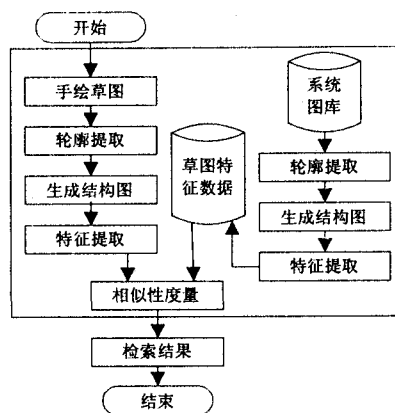 开始
手绘草图
轮廓提取
生成结构图
特征提取
草图特
征数据
系统
图库
轮廓提取
生成结构图
特征提取
相似性度量
检索结果
结束